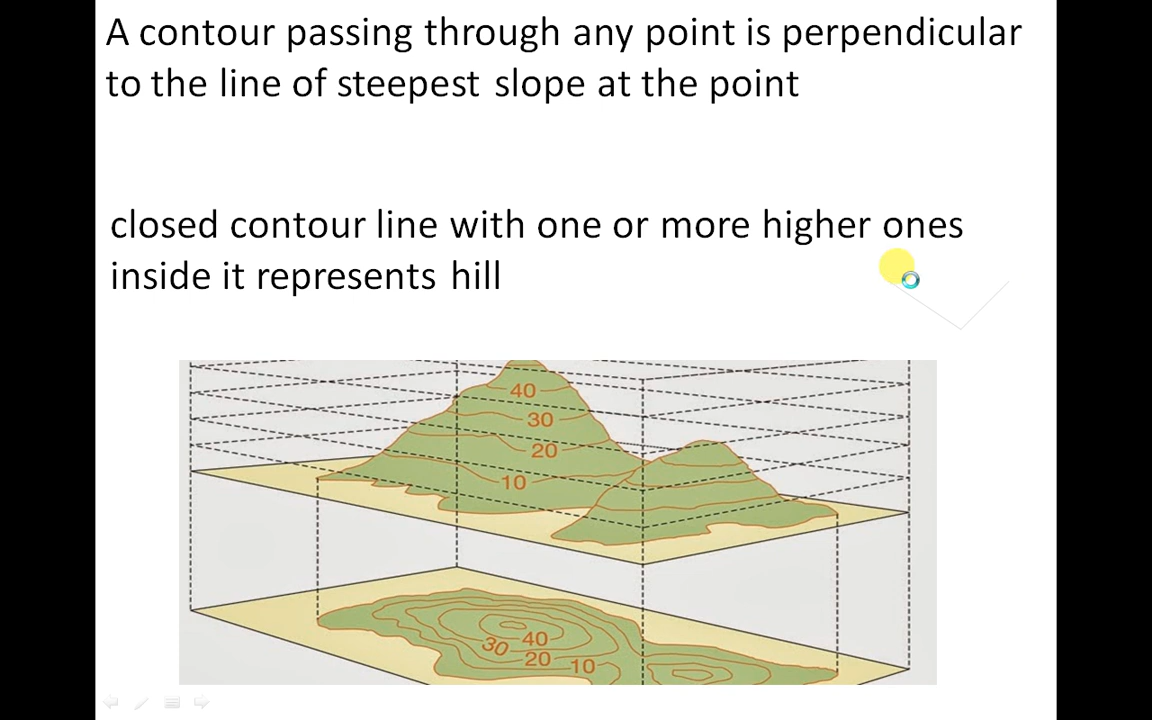 A contour passing through any point is perpendicular
to the line of steepest slope at the point
closed contour line with one or more higher ones
inside it represents hill
40
30
20
10
40
30
20
10